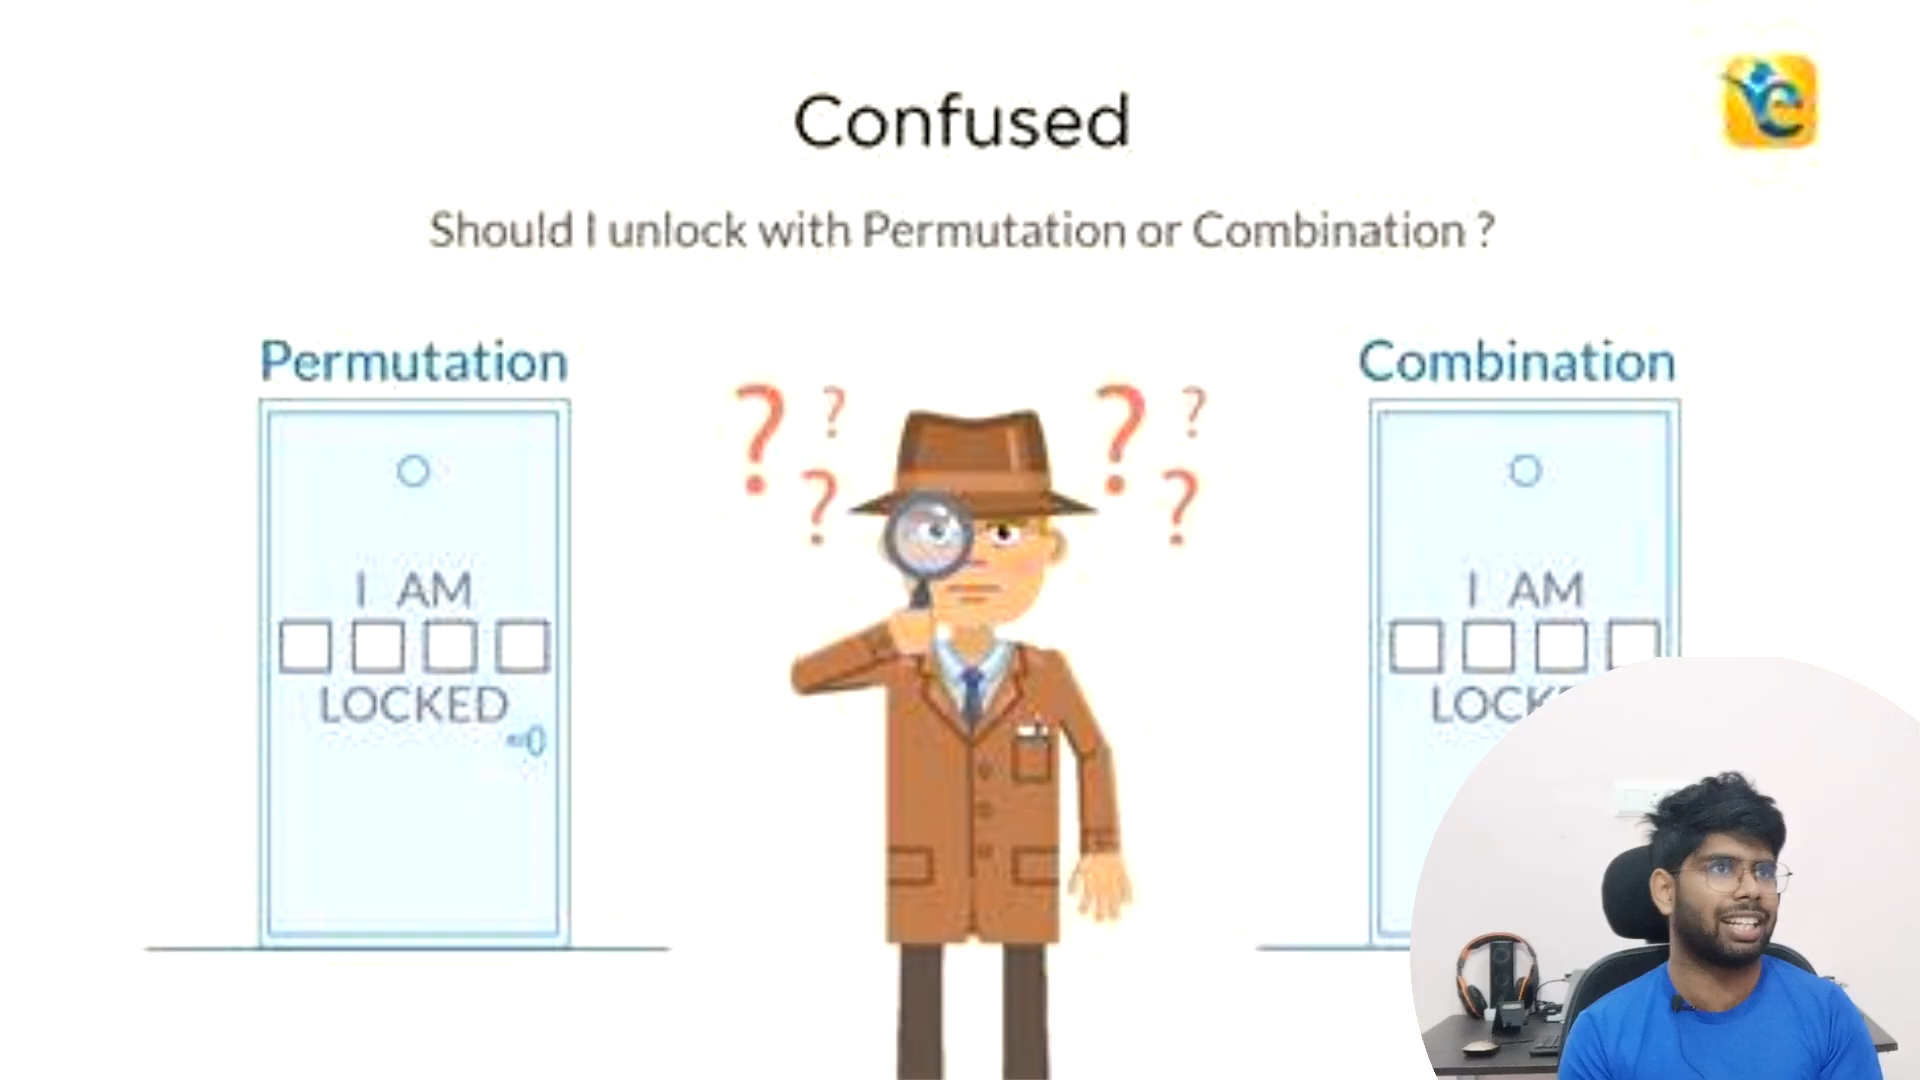 Confused
Should I unlock with Permutation or Combination ?
Permutation
I AM
LOCKED
Combination
I AM